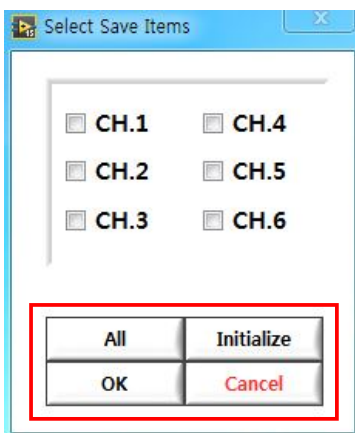 Select Save Items
CH.1 CH.4
CH.2 CH.5
CH.3 CH.6
All Initialize
OK Cancel